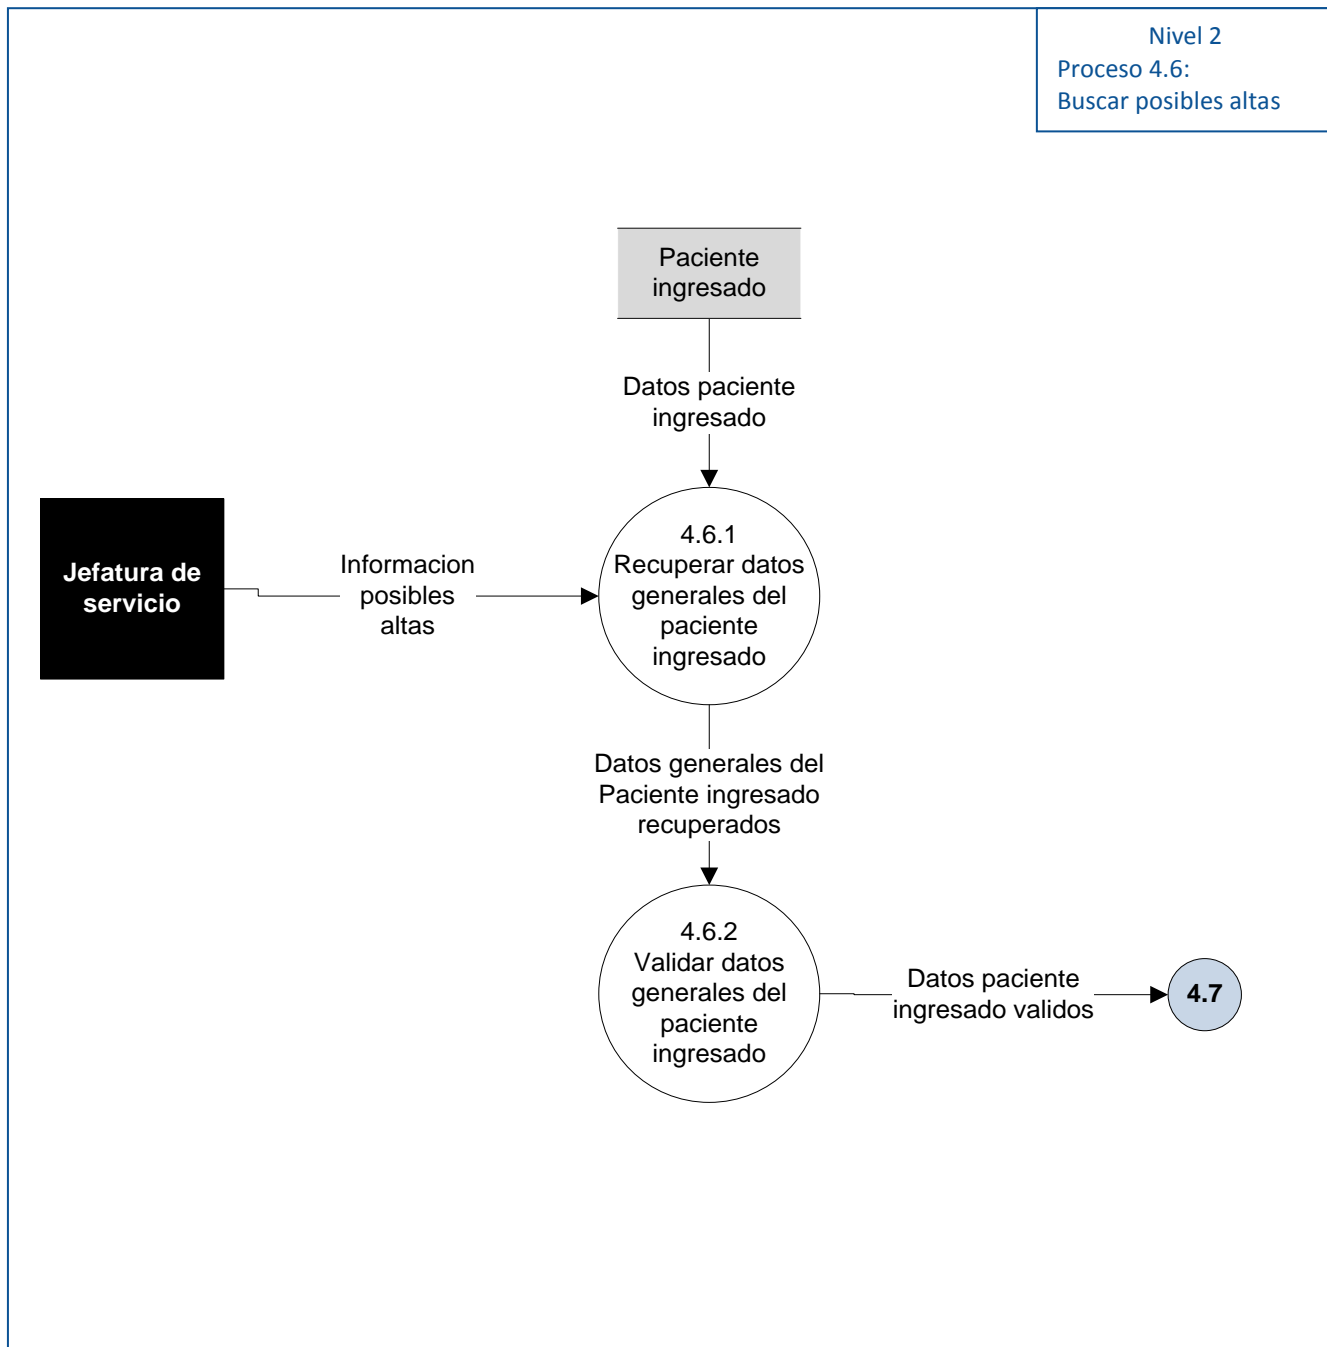 Nivel 2
Proceso 4.6:
Buscar posibles altas
Paciente
ingresado
Datos paciente
ingresado
Jefatura de
servicio
Informacion
posibles
altas
4.6.1
Recuperar datos
generales del
paciente
ingresado
Datos generales del
Paciente ingresado
recuperados
4.6.2
Validar datos
generales del
paciente
ingresado
Datos paciente
ingresado validos
4.7